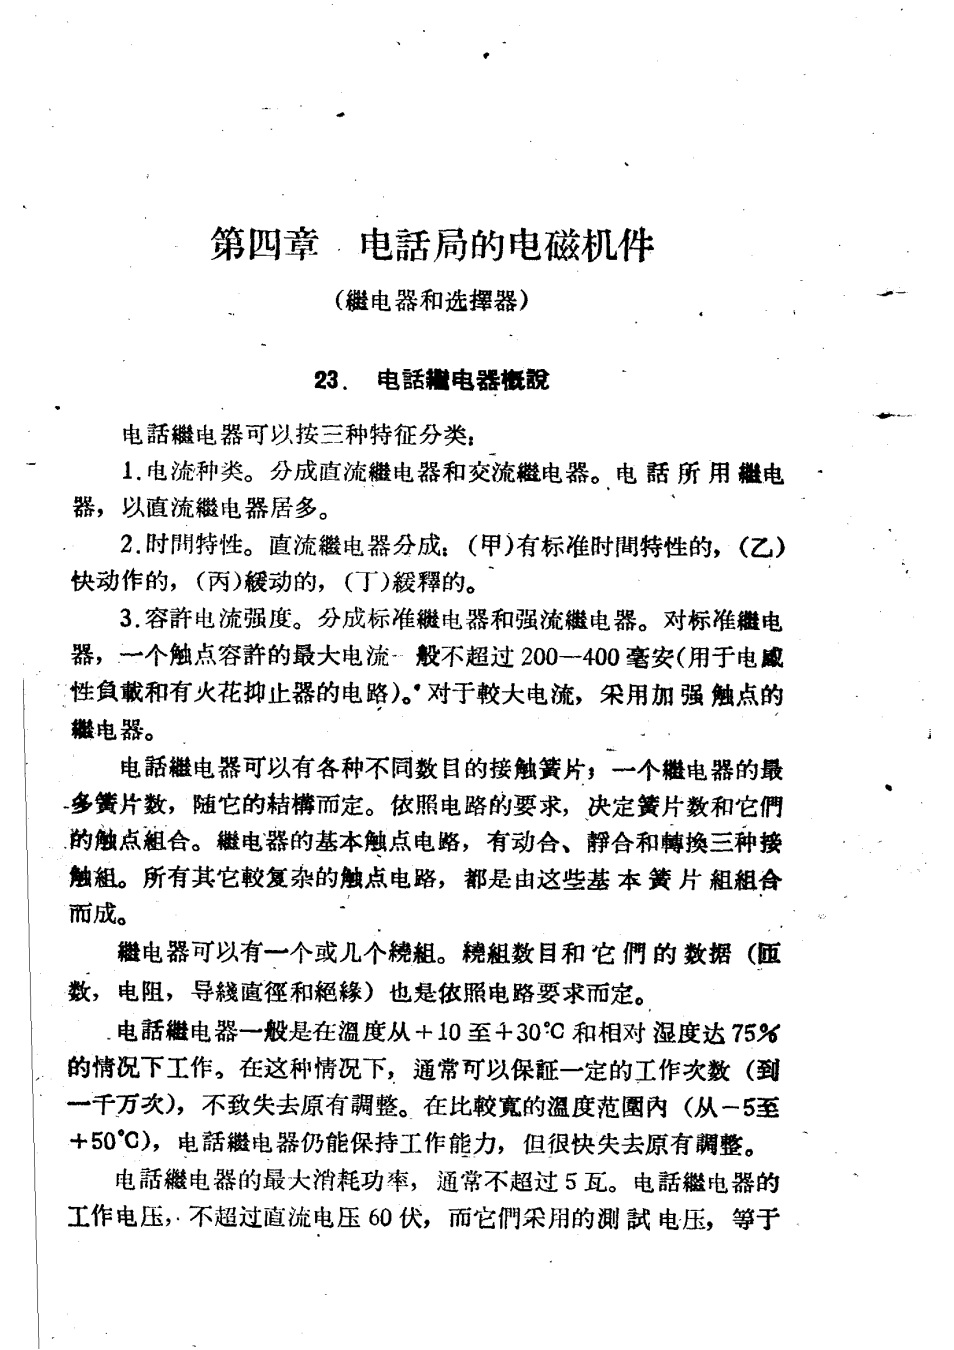 第四章　电話局的电磁机件
（繼电器和选擇器）
23.　电話繼电器概說
电話繼电器可以按三种特征分类：
1.电流种类。分成直流繼电器和交流繼电器。电話所用繼电
器，以直流繼电器居多。
2.时間特性。直流繼电器分成：（甲）有标准时間特性的，（乙）
快动作的，（丙）緩动的，（丁）緩釋的。
3.容許电流强度。分成标准繼电器和强流繼电器。对标准繼电
器，一个触点容許的最大电流一般不超过200—400毫安（用于电感
性負載和有火花抑止器的电路）。对于較大电流，采用加强触点的
繼电器。
电話繼电器可以有各种不同数目的接触簧片；一个繼电器的最
多簧片数，随它的結構而定。依照电路的要求，决定簧片数和它們
的触点組合。繼电器的基本触点电路，有动合、靜合和轉換三种接
触組。所有其它較复杂的触点电路，都是由这些基本簧片組組合
而成。
繼电器可以有一个或几个繞組。繞組数目和它們的数据（匝
数，电阻，导綫直徑和絕緣）也是依照电路要求而定。
电話繼电器一般是在溫度从+10至+30℃和相对湿度达75%
的情况下工作。在这种情况下，通常可以保証一定的工作次数（到
一千万次），不致失去原有調整。在比較寬的溫度范圍內（从−5至
+50℃），电話繼电器仍能保持工作能力，但很快失去原有調整。
电話繼电器的最大消耗功率，通常不超过5瓦。电話繼电器的
工作电压，不超过直流电压60伏，而它們采用的測試电压，等于